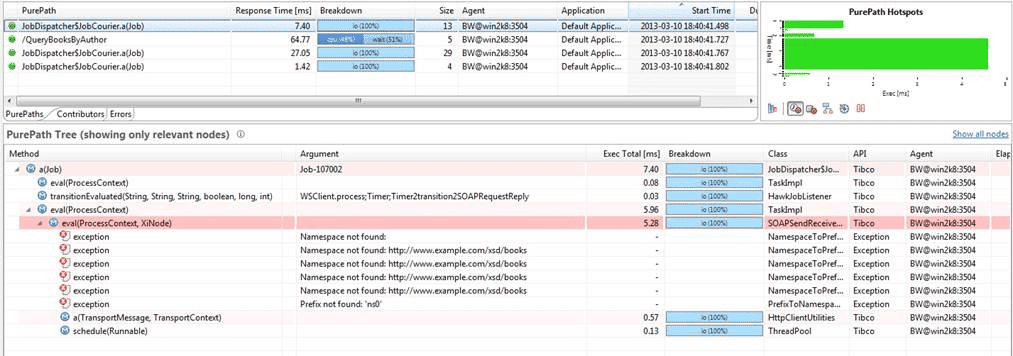 PurePath Response Time [ms] Breakdown Size Agent Application Start Time Du
JobDispatcher$JobCourier.a(Job) 7.40 io (100%) 13 BW@win2k8:3504 Default Applic... 2013-03-10 18:40:41.498
/QueryBooksByAuthor 64.77 cpu (48%) wait (51%) 5 BW@win2k8:3504 Default Applic... 2013-03-10 18:40:41.727
JobDispatcher$JobCourier.a(Job) 27.05 io (100%) 29 BW@win2k8:3504 Default Applic... 2013-03-10 18:40:41.767
JobDispatcher$JobCourier.a(Job) 1.42 io (100%) 4 BW@win2k8:3504 Default Applic... 2013-03-10 18:40:41.802
PurePaths Contributors Errors
PurePath Hotspots
Time [ms]
0 1 2 3 4 5
Exec [ms]
PurePath Tree (showing only relevant nodes) Show all nodes
Method Argument Exec Total [ms] Breakdown Class API Agent Elap
a(Job) Job-107002 7.40 io (100%) JobDispatcher$Jo... Tibco BW@win2k8:3504
eval(ProcessContext) 0.08 io (100%) TaskImpl Tibco BW@win2k8:3504
transitionEvaluated(String, String, String, boolean, long, int) WSClient.process;Timer;Timer2transition2SOAPRequestReply 0.03 io (100%) HawkJobListener Tibco BW@win2k8:3504
eval(ProcessContext) 5.96 io (100%) TaskImpl Tibco BW@win2k8:3504
eval(ProcessContext, XiNode) 5.28 io (100%) SOAPSendReceive... Tibco BW@win2k8:3504
exception Namespace not found: - NamespaceToPref... Exception BW@win2k8:3504
exception Namespace not found: http://www.example.com/xsd/books - NamespaceToPref... Exception BW@win2k8:3504
exception Namespace not found: http://www.example.com/xsd/books - NamespaceToPref... Exception BW@win2k8:3504
exception Namespace not found: http://www.example.com/xsd/books - NamespaceToPref... Exception BW@win2k8:3504
exception Namespace not found: http://www.example.com/xsd/books - NamespaceToPref... Exception BW@win2k8:3504
exception Prefix not found: 'ns0' - PrefixToNamespa... Exception BW@win2k8:3504
a(TransportMessage, TransportContext) 0.57 io (100%) HttpClientUtilities Tibco BW@win2k8:3504
schedule(Runnable) 0.13 io (100%) ThreadPool Tibco BW@win2k8:3504